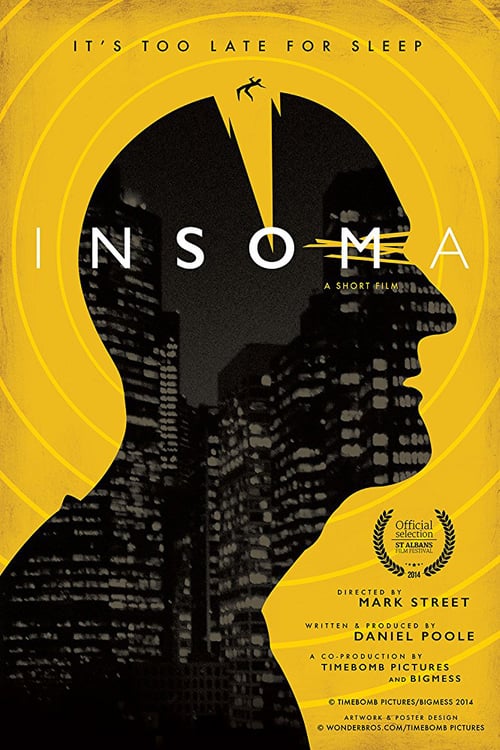 IT'S TOO LATE FOR SLEEP
INSOMA
A SHORT FILM
Official
selection
ST ALBANS
FILM FESTIVAL
2014
DIRECTED BY
MARK STREET
WRITTEN & PRODUCED BY
DANIEL POOLE
A CO-PRODUCTION BY
TIMEBOMB PICTURES
AND BIGMESS
© TIMEBOMB PICTURES/BIGMESS 2014
ARTWORK & POSTER DESIGN
© WONDERBROS.COM/TIMEBOMB PICTURES